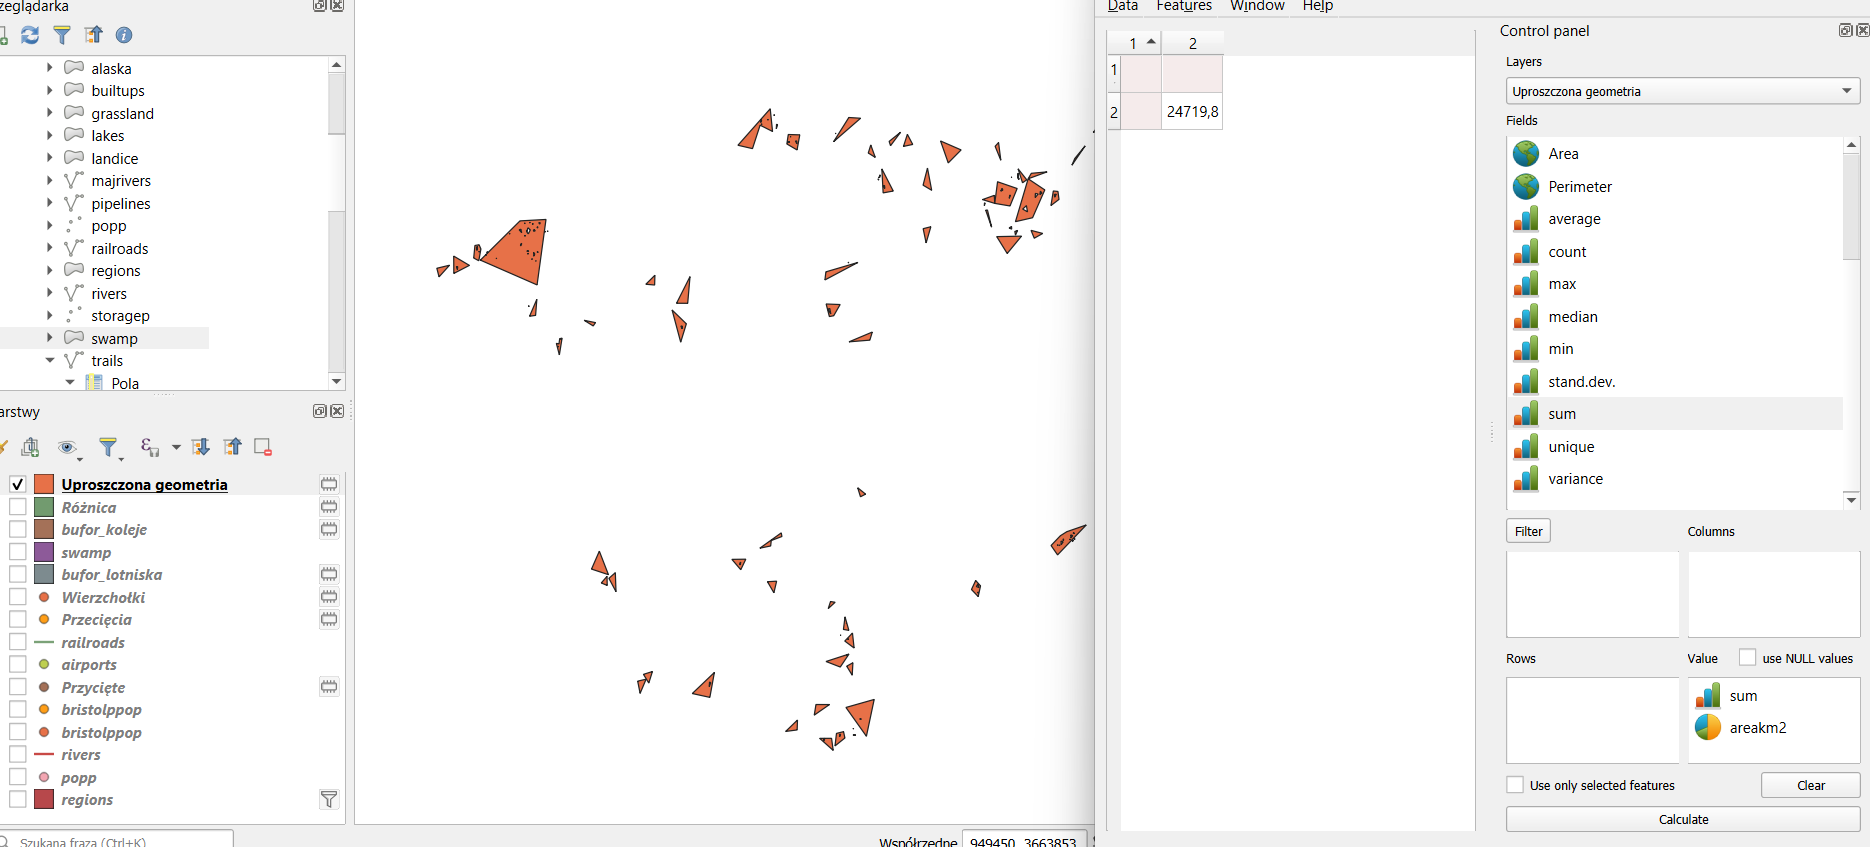 zeglądarka
alaska
builtups
grassland
lakes
landice
majrivers
pipelines
popp
railroads
regions
rivers
storagep
swamp
trails
Pola
arstwy
Uproszczona geometria
Różnica
bufor_koleje
swamp
bufor_lotniska
Wierzchołki
Przecięcia
railroads
airports
Przycięte
bristolppop
bristolppop
rivers
popp
regions
Szukana fraza (Ctrl+K)
Współrzędne 949450 3663853
Data Features Window Help
1 2
1
2 24719,8
Control panel
Layers
Uproszczona geometria
Fields
Area
Perimeter
average
count
max
median
min
stand.dev.
sum
unique
variance
Filter Columns
Rows Value use NULL values
sum
areakm2
Use only selected features Clear
Calculate